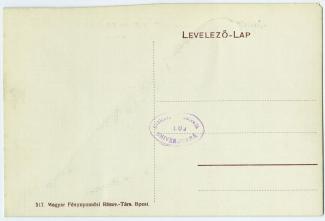 LEVELEZŐ-LAP
517. Magyar Fénynyomdai Részv.-Társ. Bpest.